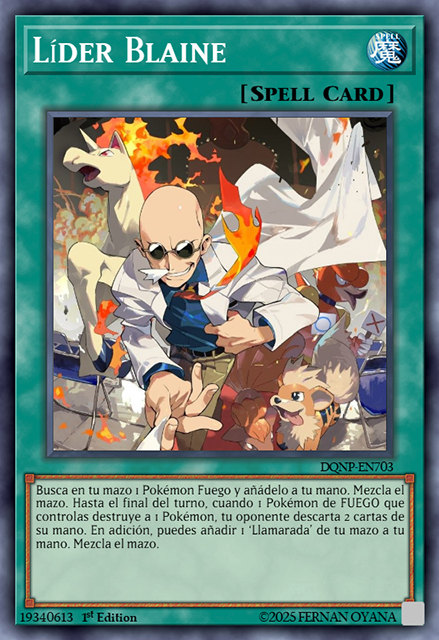 LÍDER BLAINE
SPELL
魔
[SPELL CARD]
DQNP-EN703
Busca en tu mazo 1 Pokémon Fuego y añádelo a tu mano. Mezcla el
mazo. Hasta el final del turno, cuando 1 Pokémon de FUEGO que
controlas destruye a 1 Pokémon, tu oponente descarta 2 cartas de
su mano. En adición, puedes añadir 1 ‘Llamarada’ de tu mazo a tu
mano. Mezcla el mazo.
19340613 1st Edition ©2025 FERNAN OYANA